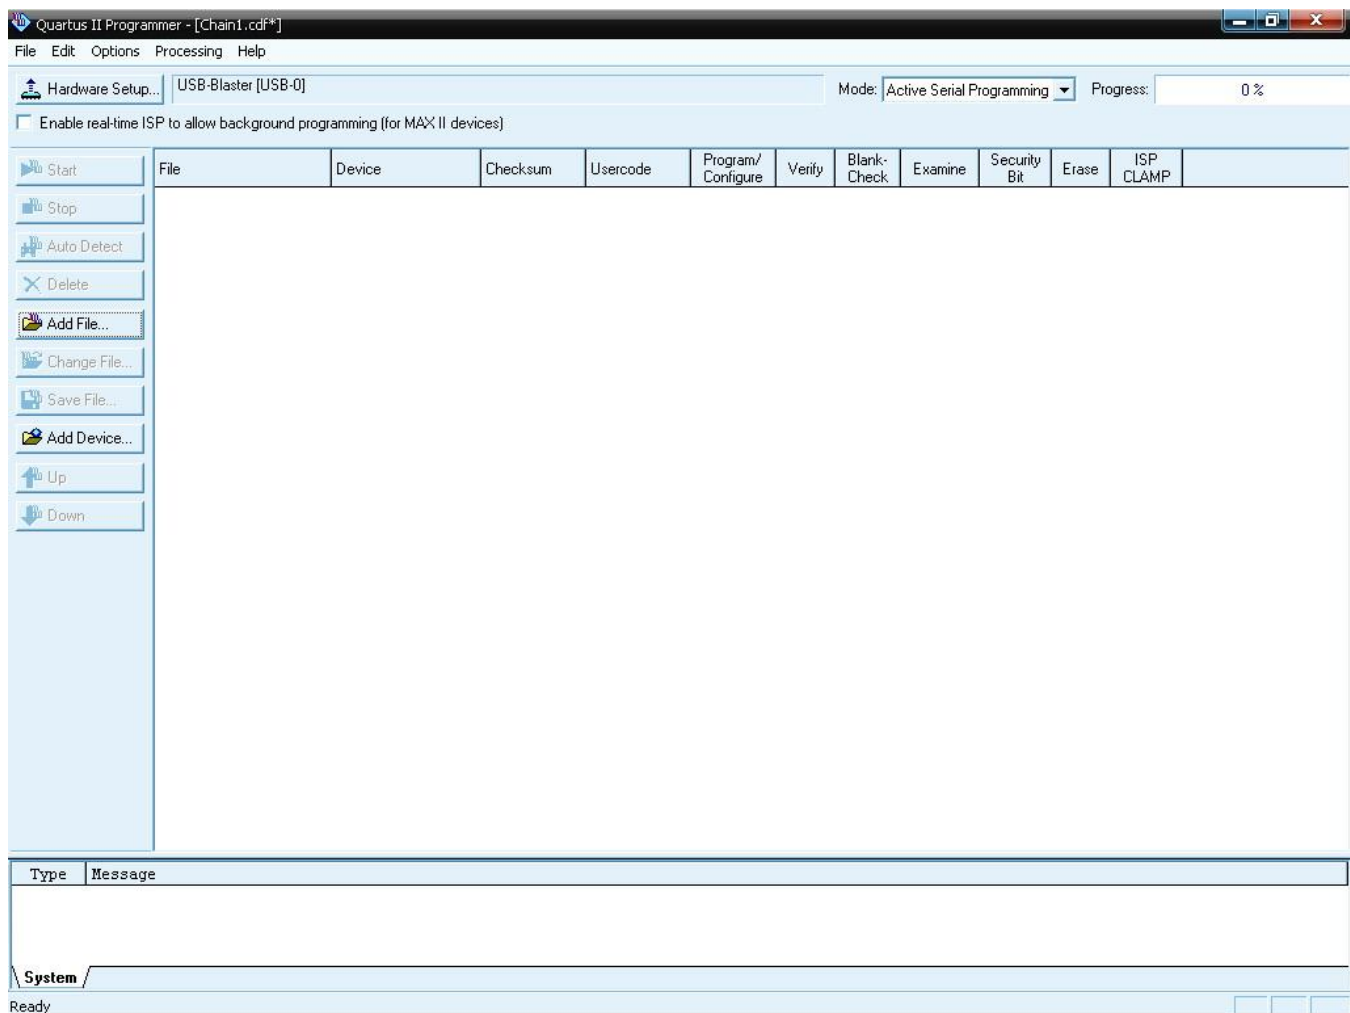 Quartus II Programmer - [Chain1.cdf*]
File Edit Options Processing Help
Hardware Setup... USB-Blaster [USB-0] Mode: Active Serial Programming Progress: 0 %
Enable real-time ISP to allow background programming (for MAX II devices)
File Device Checksum Usercode Program/ Configure Verify Blank- Check Examine Security Bit Erase ISP CLAMP
Start
Stop
Auto Detect
Delete
Add File...
Change File...
Save File...
Add Device...
Up
Down
Type Message
System
Ready